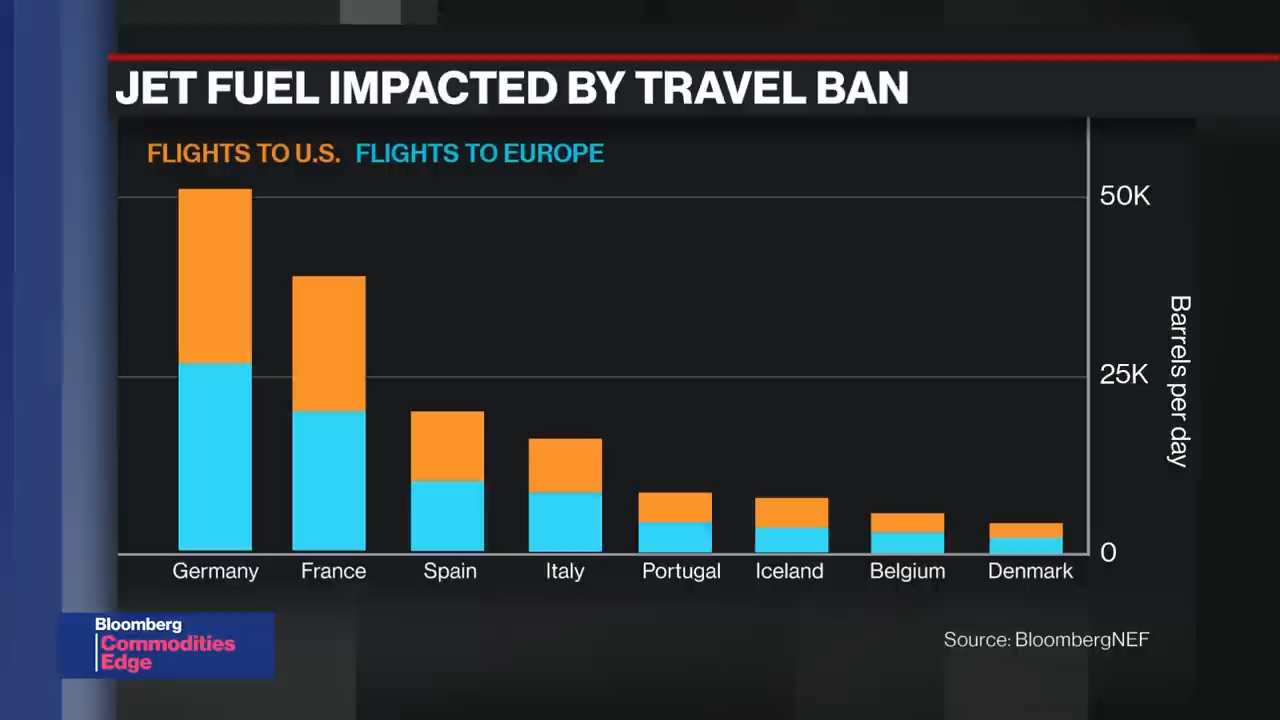 JET FUEL IMPACTED BY TRAVEL BAN
FLIGHTS TO U.S. FLIGHTS TO EUROPE
50K
25K
0
Barrels per day
Germany France Spain Italy Portugal Iceland Belgium Denmark
Bloomberg
Commodities
Edge
Source: BloombergNEF